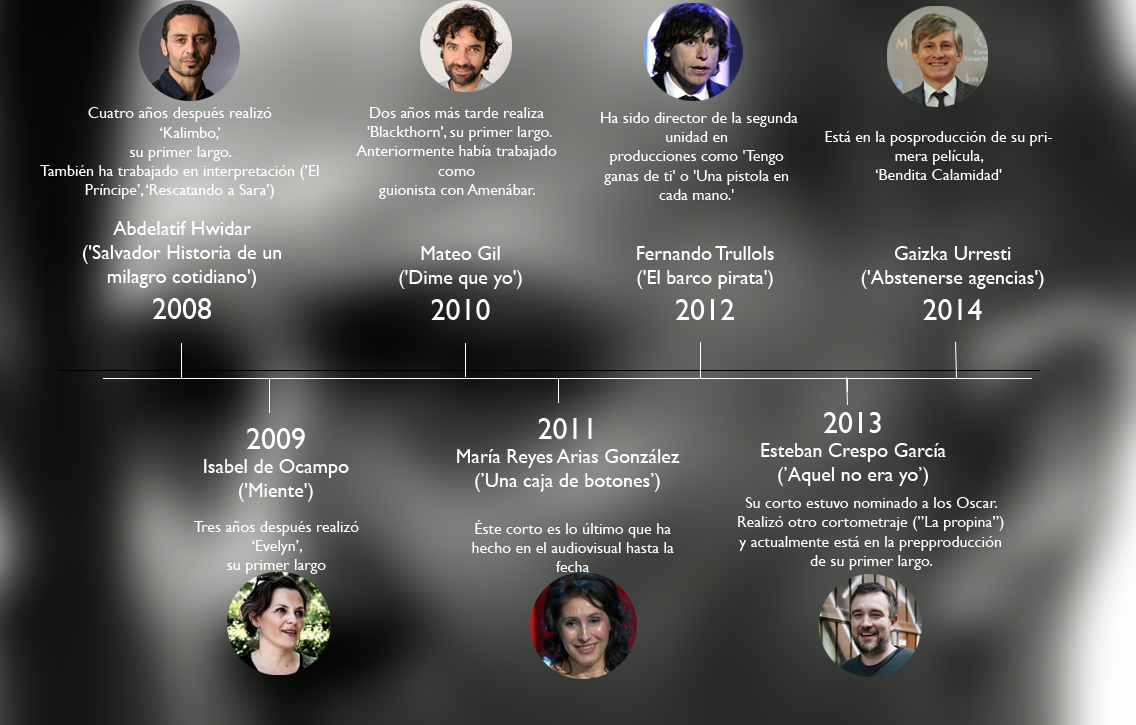 Cuatro años después realizó
‘Kalimbo,’
su primer largo.
También ha trabajado en interpretación ('El
Príncipe’, ‘Rescatando a Sara’)
Abdelatif Hwidar
('Salvador Historia de un
milagro cotidiano')
2008
Dos años más tarde realiza
'Blackthorn', su primer largo.
Anteriormente había trabajado
como
guionista con Amenábar.
Mateo Gil
('Dime que yo')
2010
Ha sido director de la segunda
unidad en
producciones como 'Tengo
ganas de ti' o 'Una pistola en
cada mano.'
Fernando Trullols
('El barco pirata')
2012
Está en la posproducción de su pri-
mera película,
‘Bendita Calamidad'
Gaizka Urresti
('Abstenerse agencias')
2014
2009
Isabel de Ocampo
('Miente')
Tres años después realizó
‘Evelyn’,
su primer largo
2011
María Reyes Arias González
(’Una caja de botones’)
Éste corto es lo último que ha
hecho en el audiovisual hasta la
fecha
2013
Esteban Crespo García
(’Aquel no era yo’)
Su corto estuvo nominado a los Oscar.
Realizó otro cortometraje (”La propina”)
y actualmente está en la prepproducción
de su primer largo.